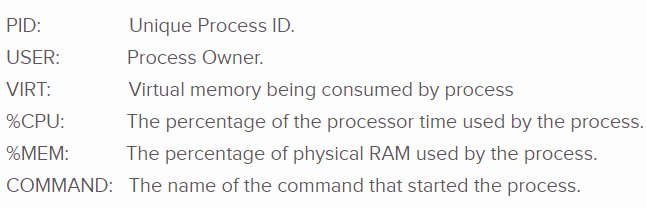 PID: Unique Process ID.
USER: Process Owner.
VIRT: Virtual memory being consumed by process
%CPU: The percentage of the processor time used by the process.
%MEM: The percentage of physical RAM used by the process.
COMMAND: The name of the command that started the process.